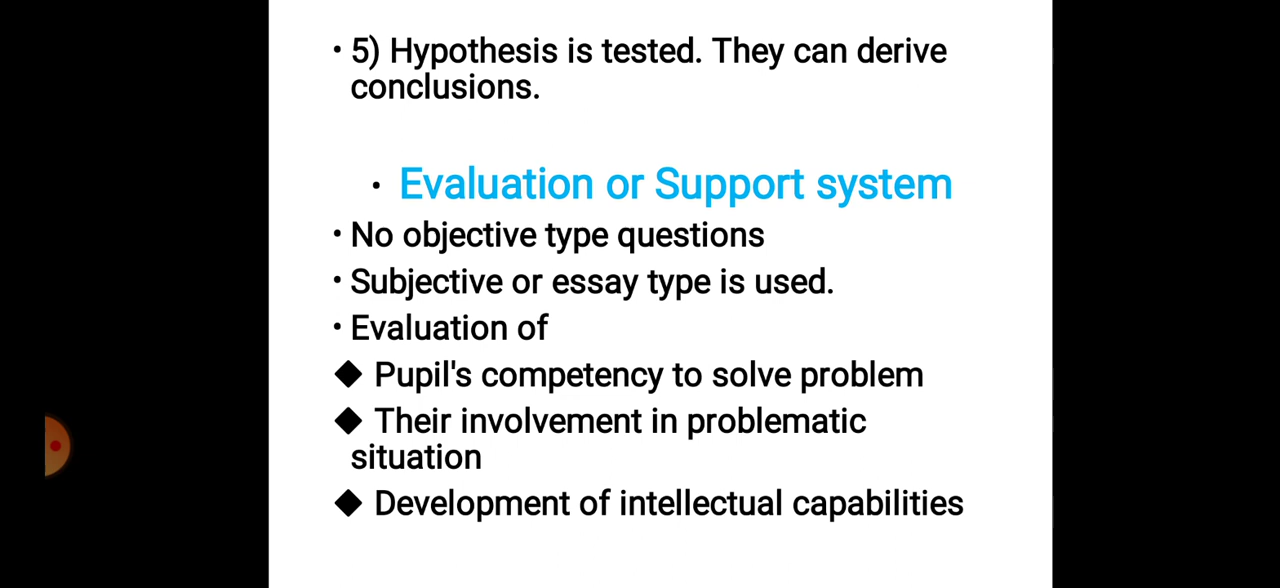 • 5) Hypothesis is tested. They can derive
conclusions.
• Evaluation or Support system
• No objective type questions
• Subjective or essay type is used.
• Evaluation of
◆ Pupil's competency to solve problem
◆ Their involvement in problematic
situation
◆ Development of intellectual capabilities